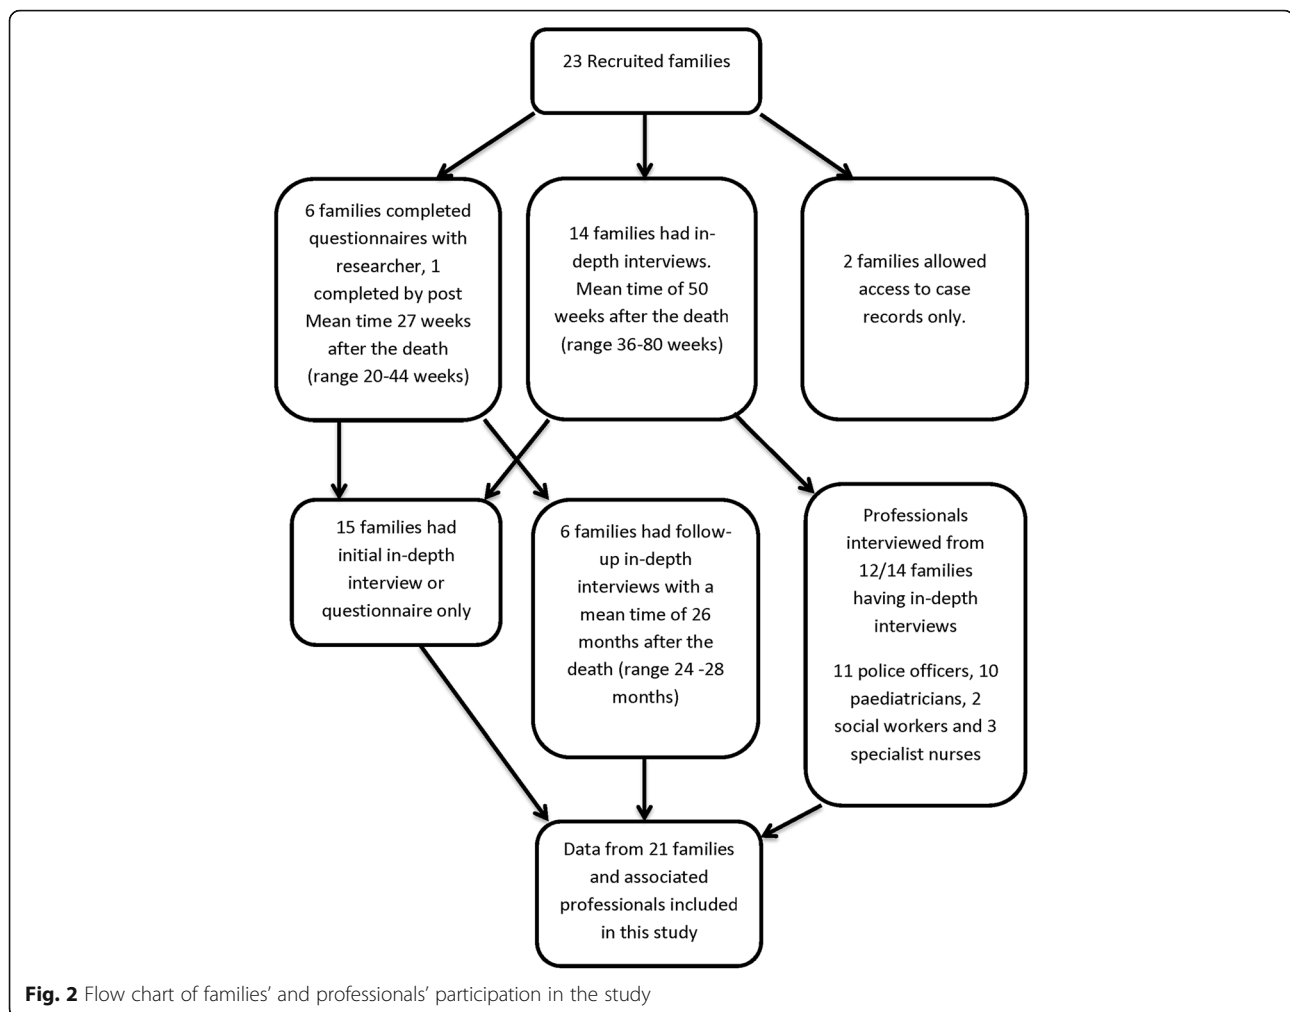 23 Recruited families
6 families completed
questionnaires with
researcher, 1
completed by post
Mean time 27 weeks
after the death
(range 20-44 weeks)
14 families had in-
depth interviews.
Mean time of 50
weeks after the death
(range 36-80 weeks)
2 families allowed
access to case
records only.
15 families had
initial in-depth
interview or
questionnaire only
6 families had follow-
up in-depth
interviews with a
mean time of 26
months after the
death (range 24 -28
months)
Professionals
interviewed from
12/14 families
having in-depth
interviews
11 police officers, 10
paediatricians, 2
social workers and 3
specialist nurses
Data from 21 families
and associated
professionals included
in this study
Fig. 2 Flow chart of families’ and professionals’ participation in the study